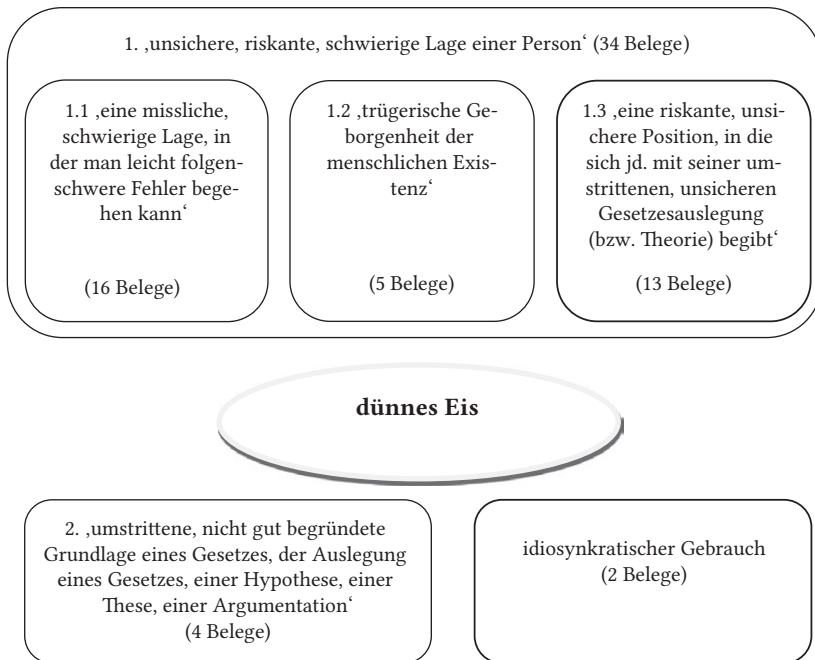 1. ‚unsichere, riskante, schwierige Lage einer Person‘ (34 Belege)
1.1 ‚eine missliche,
schwierige Lage, in
der man leicht folgen-
schwere Fehler bege-
hen kann‘
(16 Belege)
1.2 ‚trügerische Ge-
borgenheit der
menschlichen Exis-
tenz‘
(5 Belege)
1.3 ‚eine riskante, unsi-
chere Position, in die
sich jd. mit seiner um-
strittenen, unsicheren
Gesetzesauslegung
(bzw. Theorie) begibt‘
(13 Belege)
dünnes Eis
2. ‚umstrittene, nicht gut begründete
Grundlage eines Gesetzes, der Auslegung
eines Gesetzes, einer Hypothese, einer
These, einer Argumentation‘
(4 Belege)
idiosynkratischer Gebrauch
(2 Belege)